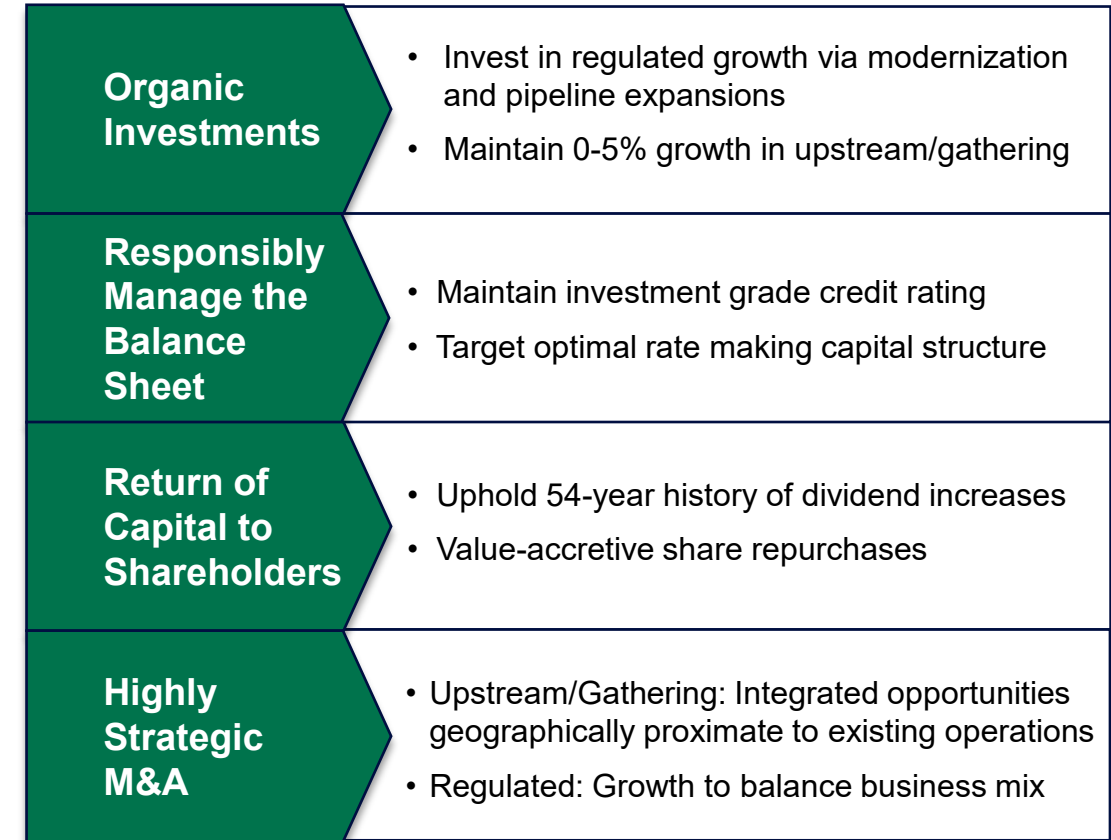 Organic
Investments
• Invest in regulated growth via modernization
and pipeline expansions
• Maintain 0-5% growth in upstream/gathering
Responsibly
Manage the
Balance
Sheet
• Maintain investment grade credit rating
• Target optimal rate making capital structure
Return of
Capital to
Shareholders
• Uphold 54-year history of dividend increases
• Value-accretive share repurchases
Highly
Strategic
M&A
• Upstream/Gathering: Integrated opportunities
geographically proximate to existing operations
• Regulated: Growth to balance business mix